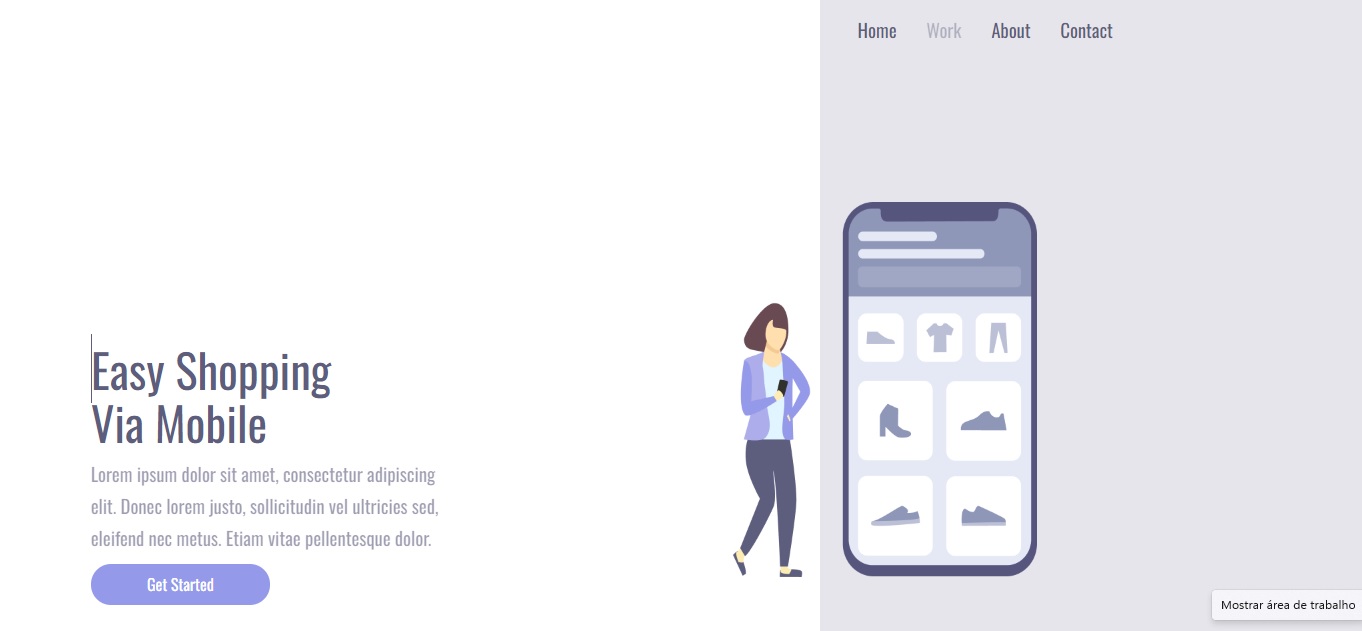 Home Work About Contact
Easy Shopping
Via Mobile
Lorem ipsum dolor sit amet, consectetur adipiscing
elit. Donec lorem justo, sollicitudin vel ultricies sed,
eleifend nec metus. Etiam vitae pellentesque dolor.
Get Started
Mostrar área de trabalho